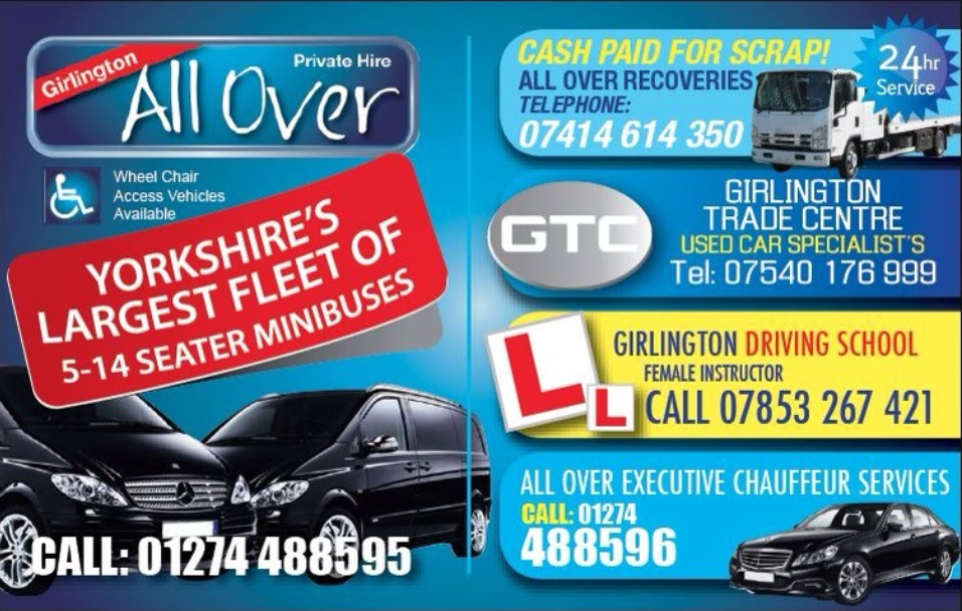 Girlington
Private Hire
All Over
Wheel Chair
Access Vehicles
Available
YORKSHIRE'S
LARGEST FLEET OF
5-14 SEATER MINIBUSES
CALL: 01274 488595
CASH PAID FOR SCRAP!
ALL OVER RECOVERIES
TELEPHONE:
07414 614 350
24hr
Service
GTC
GIRLINGTON
TRADE CENTRE
USED CAR SPECIALIST'S
Tel: 07540 176 999
L
L
GIRLINGTON DRIVING SCHOOL
FEMALE INSTRUCTOR
CALL 07853 267 421
ALL OVER EXECUTIVE CHAUFFEUR SERVICES
CALL: 01274
488596